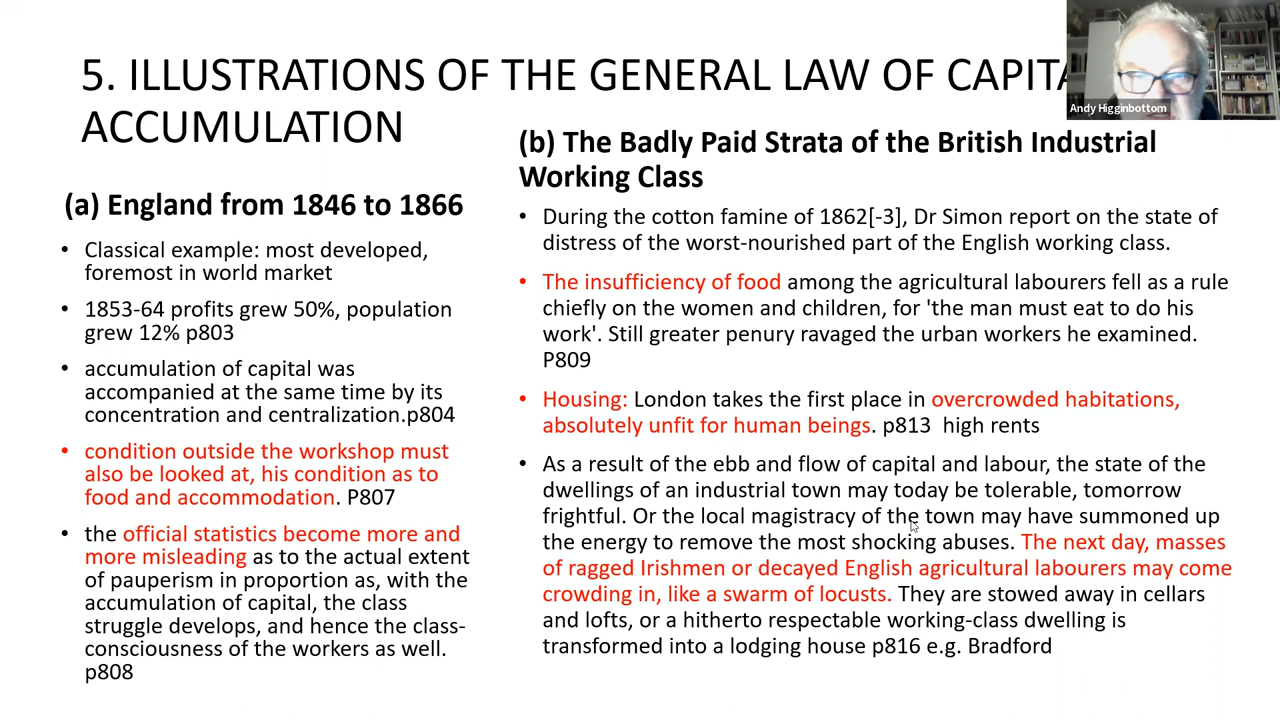 5. ILLUSTRATIONS OF THE GENERAL LAW OF
ACCUMULATION
Andy Higginbottom
(a) England from 1846 to 1866
• Classical example: most developed,
foremost in world market
• 1853-64 profits grew 50%, population
grew 12% p803
• accumulation of capital was
accompanied at the same time by its
concentration and centralization.p804
• condition outside the workshop must
also be looked at, his condition as to
food and accommodation. P807
• the official statistics become more and
more misleading as to the actual extent
of pauperism in proportion as, with the
accumulation of capital, the class
struggle develops, and hence the class-
consciousness of the workers as well.
p808
(b) The Badly Paid Strata of the British Industrial
Working Class
• During the cotton famine of 1862[-3], Dr Simon report on the state of
distress of the worst-nourished part of the English working class.
• The insufficiency of food among the agricultural labourers fell as a rule
chiefly on the women and children, for 'the man must eat to do his
work'. Still greater penury ravaged the urban workers he examined.
P809
• Housing: London takes the first place in overcrowded habitations,
absolutely unfit for human beings. p813 high rents
• As a result of the ebb and flow of capital and labour, the state of the
dwellings of an industrial town may today be tolerable, tomorrow
frightful. Or the local magistracy of the town may have summoned up
the energy to remove the most shocking abuses. The next day, masses
of ragged Irishmen or decayed English agricultural labourers may come
crowding in, like a swarm of locusts. They are stowed away in cellars
and lofts, or a hitherto respectable working-class dwelling is
transformed into a lodging house p816 e.g. Bradford